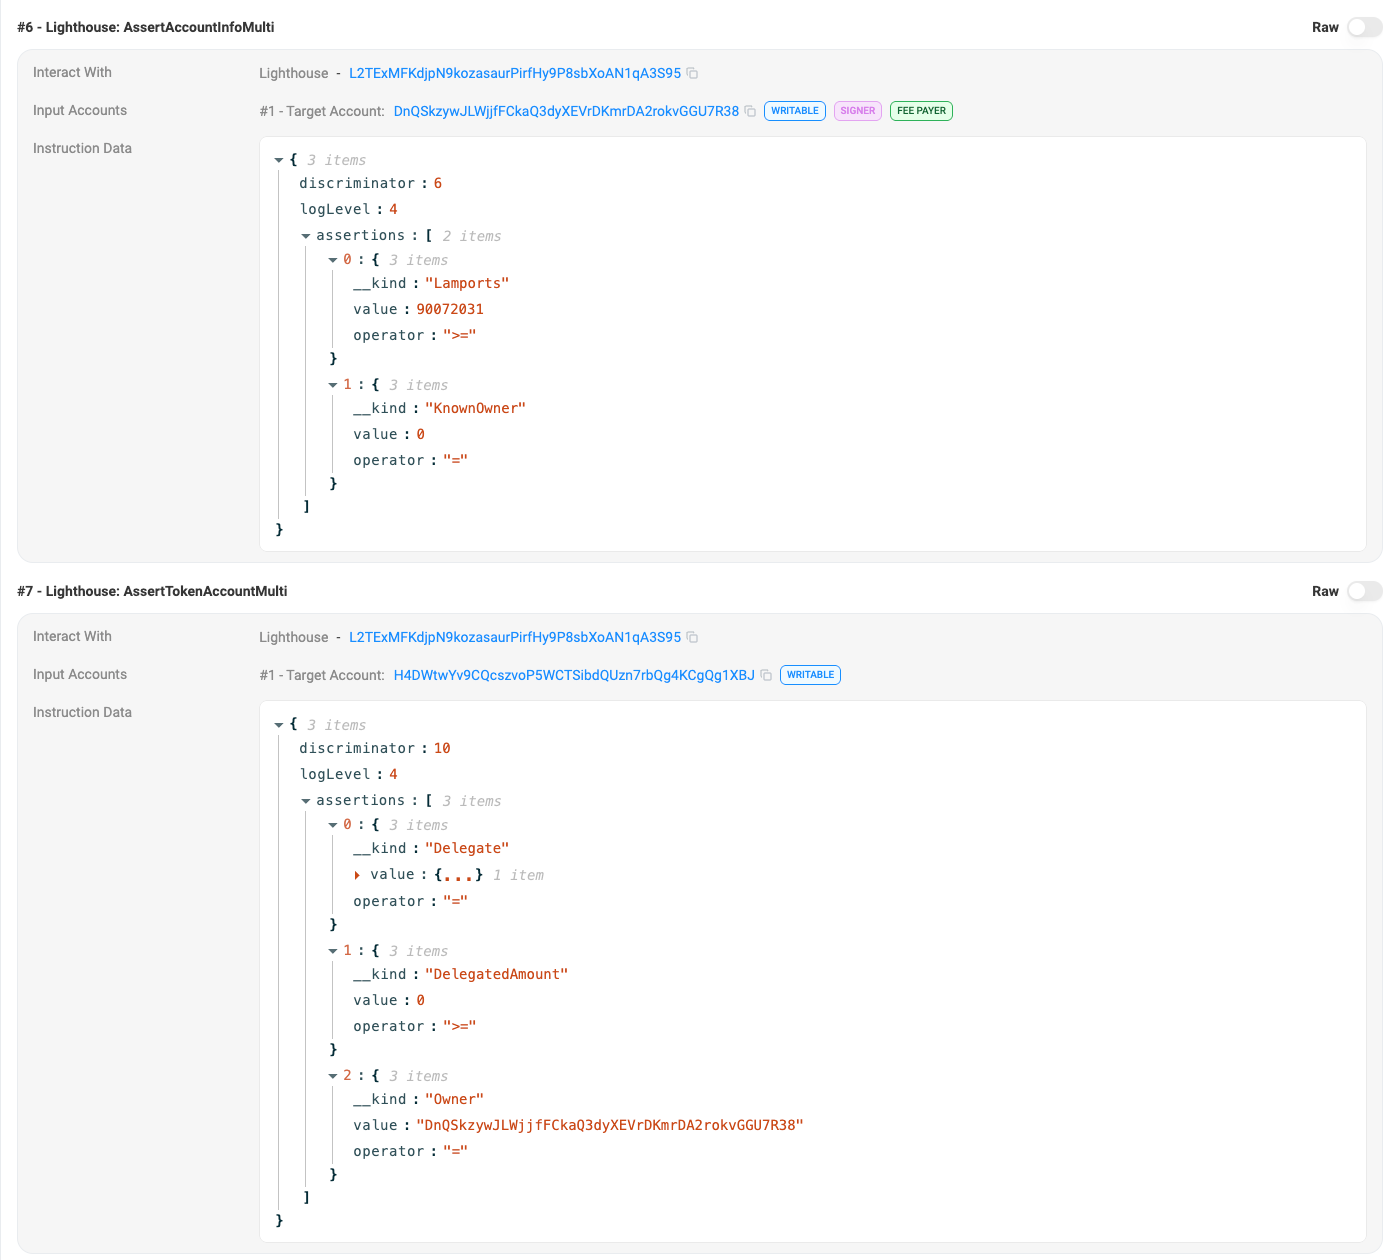 #6 - Lighthouse: AssertAccountInfoMulti Raw
Interact With Lighthouse - L2TExMFKdjpN9kozasaurPirfHy9P8sbXoAN1qA3S95
Input Accounts #1 - Target Account: DnQSkzywJLWjjfFCkaQ3dyXEVrDKmrDA2rokvGGU7R38 WRITABLE SIGNER FEE PAYER
Instruction Data
{ 3 items
discriminator : 6
logLevel : 4
assertions : [ 2 items
0 : { 3 items
__kind : "Lamports"
value : 90072031
operator : ">="
}
1 : { 3 items
__kind : "KnownOwner"
value : 0
operator : "="
}
]
}
#7 - Lighthouse: AssertTokenAccountMulti Raw
Interact With Lighthouse - L2TExMFKdjpN9kozasaurPirfHy9P8sbXoAN1qA3S95
Input Accounts #1 - Target Account: H4DWtwYv9CQcszvoP5WCTSibdQUzn7rbQg4KCgQg1XBJ WRITABLE
Instruction Data
{ 3 items
discriminator : 10
logLevel : 4
assertions : [ 3 items
0 : { 3 items
__kind : "Delegate"
value : {...} 1 item
operator : "="
}
1 : { 3 items
__kind : "DelegatedAmount"
value : 0
operator : ">="
}
2 : { 3 items
__kind : "Owner"
value : "DnQSkzywJLWjjfFCkaQ3dyXEVrDKmrDA2rokvGGU7R38"
operator : "="
}
]
}